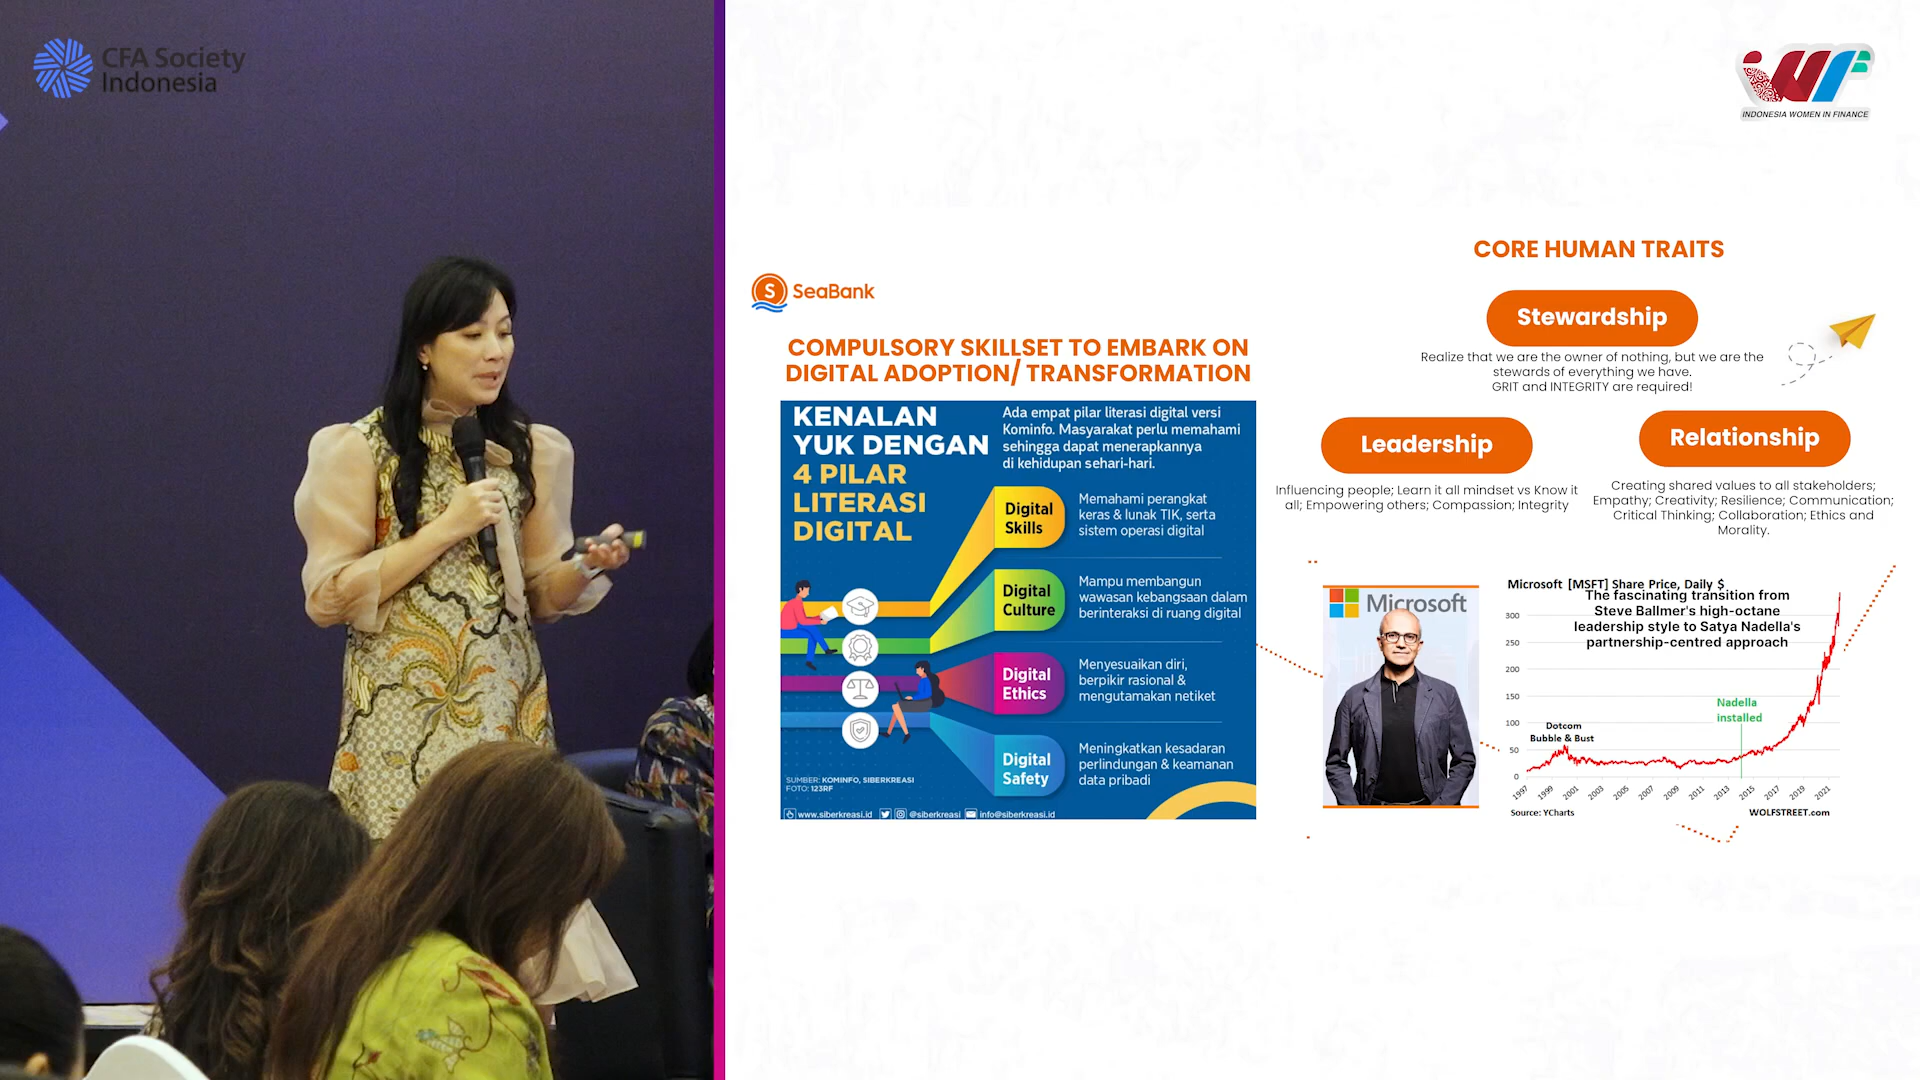 CFA Society
Indonesia
iWF
INDONESIA WOMEN IN FINANCE
S SeaBank
COMPULSORY SKILLSET TO EMBARK ON
DIGITAL ADOPTION/ TRANSFORMATION
KENALAN
YUK DENGAN
4 PILAR
LITERASI
DIGITAL
Ada empat pilar literasi digital versi
Kominfo. Masyarakat perlu memahami
sehingga dapat menerapkannya
di kehidupan sehari-hari.
Digital
Skills
Memahami perangkat
keras & lunak TIK, serta
sistem operasi digital
Digital
Culture
Mampu membangun
wawasan kebangsaan dalam
berinteraksi di ruang digital
Digital
Ethics
Menyesuaikan diri,
berpikir rasional &
mengutamakan netiket
Digital
Safety
Meningkatkan kesadaran
perlindungan & keamanan
data pribadi
SUMBER: KOMINFO, SIBERKREASI
FOTO: 123RF
www.siberkreasi.id @siberkreasi info@siberkreasi.id
CORE HUMAN TRAITS
Stewardship
Realize that we are the owner of nothing, but we are the
stewards of everything we have.
GRIT and INTEGRITY are required!
Leadership
Influencing people; Learn it all mindset vs Know it
all; Empowering others; Compassion; Integrity
Relationship
Creating shared values to all stakeholders;
Empathy; Creativity; Resilience; Communication;
Critical Thinking; Collaboration; Ethics and
Morality.
Microsoft
Microsoft [MSFT] Share Price, Daily $
The fascinating transition from
Steve Ballmer's high-octane
leadership style to Satya Nadella's
partnership-centred approach
300
250
200
150
100
50
0
Nadella
installed
Dotcom
Bubble & Bust
1997 1999 2001 2003 2005 2007 2009 2011 2013 2015 2017 2019 2021
Source: YCharts
WOLFSTREET.com